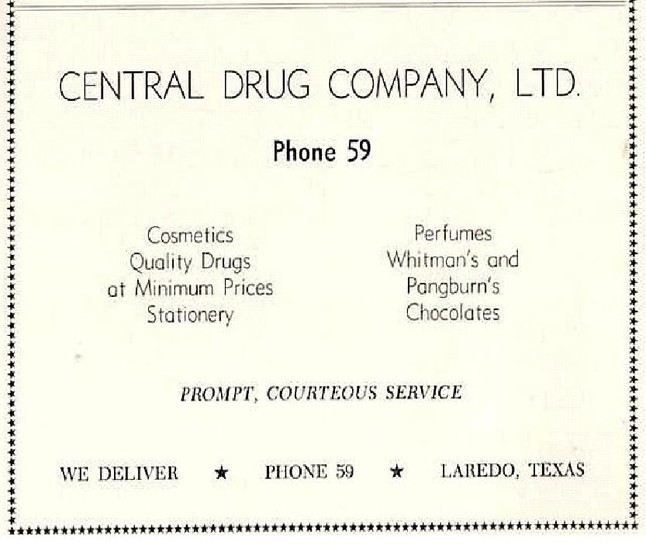 CENTRAL DRUG COMPANY, LTD.
Phone 59
Cosmetics
Quality Drugs
at Minimum Prices
Stationery
Perfumes
Whitman's and
Pangburn's
Chocolates
PROMPT, COURTEOUS SERVICE
WE DELIVER ★ PHONE 59 ★ LAREDO, TEXAS